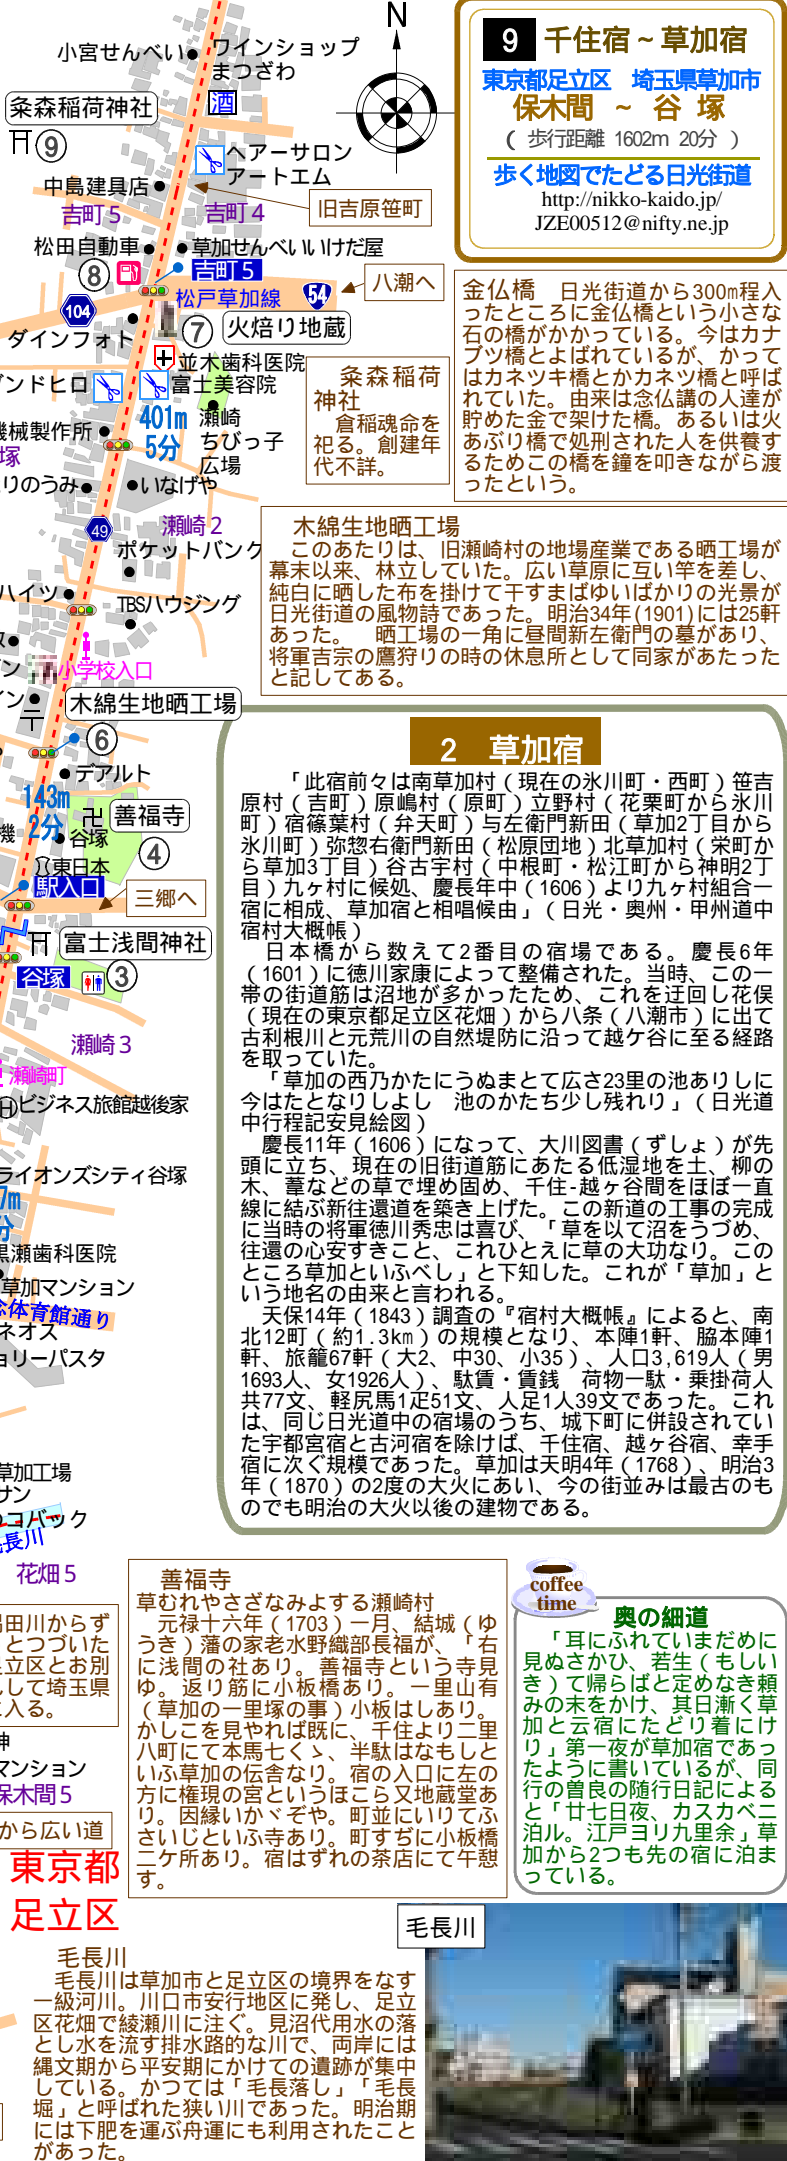 N
9 千住宿～草加宿
東京都足立区　埼玉県草加市
保木間　～　谷　塚
（ 歩行距離 1602m 20分 ）
歩く地図でたどる日光街道
http://nikko-kaido.jp/
JZE00512@nifty.ne.jp
小宮せんべい
ワインショップ
まつざわ
酒
粂森稲荷神社
⑨
ヘアーサロン
アートエム
中島建具店
吉町5
吉町4
旧吉原笹町
松田自動車
草加せんべいいけだ屋
⑧
吉町5
八潮へ
松戸草加線
54
104
⑦
火焙り地蔵
ダインフォト
並木歯科医院
ンドヒロ
富士美容院
401m
5分
瀬崎
ちびっ子
広場
機械製作所
塚
りのうみ
いなげや
49
瀬崎2
ポケットバンク
ハイツ
TBSハウジング
小学校入口
ン
イン
木綿生地晒工場
⑥
デアルト
143m
2分
善福寺
機
谷塚
④
東日本
駅入口
三郷へ
富士浅間神社
谷塚
③
瀬崎3
瀬崎町
Hビジネス旅館越後家
ライオンズシティ谷塚
7m
分
黒瀬歯科医院
草加マンション
念体育館通り
ネオス
ョリーパスタ
草加工場
サン
コバック
毛長川
花畑5
金仏橋　日光街道から300m程入
ったところに金仏橋という小さな
石の橋がかかっている。今はカナ
ブツ橋とよばれているが、かって
はカネツキ橋とかカネツ橋と呼ば
れていた。由来は念仏講の人達が
貯めた金で架けた橋。あるいは火
あぶり橋で処刑された人を供養す
るためこの橋を鐘を叩きながら渡
ったという。
粂森稲荷
神社
倉稲魂命を
祀る。創建年
代不詳。
木綿生地晒工場
このあたりは、旧瀬崎村の地場産業である晒工場が
幕末以来、林立していた。広い草原に互い竿を差し、
純白に晒した布を掛けて干すまばゆいばかりの光景が
日光街道の風物詩であった。明治34年(1901)には25軒
あった。　晒工場の一角に昼間新左衛門の墓があり、
将軍吉宗の鷹狩りの時の休息所として同家があたった
と記してある。
2　草加宿
「此宿前々は南草加村（現在の氷川町・西町）笹吉
原村（吉町）原嶋村（原町）立野村（花栗町から氷川
町）宿篠葉村（弁天町）与左衛門新田（草加2丁目から
氷川町）弥惣右衛門新田（松原団地）北草加村（栄町か
ら草加3丁目）谷古宇村（中根町・松江町から神明2丁
目）九ヶ村に候処、慶長年中（1606）より九ヶ村組合一
宿に相成、草加宿と相唱候由」（日光・奥州・甲州道中
宿村大概帳）
日本橋から数えて2番目の宿場である。慶長6年
（1601）に徳川家康によって整備された。当時、この一
帯の街道筋は沼地が多かったため、これを迂回し花俣
（現在の東京都足立区花畑）から八条（八潮市）に出て
古利根川と元荒川の自然堤防に沿って越ケ谷に至る経路
を取っていた。
「草加の西乃かたにうぬまとて広さ23里の池ありしに
今はたとなりしよし　池のかたち少し残れり」（日光道
中行程記安見絵図）
慶長11年（1606）になって、大川図書（ずしょ）が先
頭に立ち、現在の旧街道筋にあたる低湿地を土、柳の
木、葦などの草で埋め固め、千住-越ヶ谷間をほぼ一直
線に結ぶ新往還道を築き上げた。この新道の工事の完成
に当時の将軍徳川秀忠は喜び、「草を以て沼をうづめ、
往還の心安すきこと、これひとえに草の大功なり。この
ところ草加といふべし」と下知した。これが「草加」と
いう地名の由来と言われる。
天保14年（1843）調査の『宿村大概帳』によると、南
北12町（約1.3km）の規模となり、本陣1軒、脇本陣1
軒、旅籠67軒（大2、中30、小35）、人口3,619人（男
1693人、女1926人）、駄賃・賃銭　荷物一駄・乗掛荷人
共77文、軽尻馬1疋51文、人足1人39文であった。これ
は、同じ日光道中の宿場のうち、城下町に併設されてい
た宇都宮宿と古河宿を除けば、千住宿、越ヶ谷宿、幸手
宿に次ぐ規模であった。草加は天明4年（1768）、明治3
年（1870）の2度の大火にあい、今の街並みは最古のも
のでも明治の大火以後の建物である。
善福寺
草むれやさざなみよする瀬崎村
元禄十六年（1703）一月、結城（ゆ
うき）藩の家老水野織部長福が、「右
に浅間の社あり。善福寺という寺見
ゆ。返り筋に小板橋あり。一里山有
（草加の一里塚の事）小板はしあり。
かしこを見やれば既に、千住より二里
八町にて本馬七くゝ、半駄はなもしと
いふ草加の伝舎なり。宿の入口に左の
方に権現の宮というほこら又地蔵堂あ
り。因縁いかゞぞや。町並にいりてふ
さいじといふ寺あり。町すぢに小板橋
二ケ所あり。宿はずれの茶店にて午憩
す。
coffee
time
奥の細道
「耳にふれていまだめに
見ぬさかひ、若生（もしい
き）て帰らばと定めなき頼
みの末をかけ、其日漸く草
加と云宿にたどり着にけ
り」第一夜が草加宿であっ
たように書いているが、同
行の曽良の随行日記による
と「廿七日夜、カスカベニ
泊ル。江戸ヨリ九里余」草
加から2つも先の宿に泊ま
っている。
田川からず
とつづいた
立区とお別
して埼玉県
に入る。
神
マンション
保木間5
から広い道
東京都
足立区
毛長川
毛長川
毛長川は草加市と足立区の境界をなす
一級河川。川口市安行地区に発し、足立
区花畑で綾瀬川に注ぐ。見沼代用水の落
とし水を流す排水路的な川で、両岸には
縄文期から平安期にかけての遺跡が集中
している。かつては「毛長落し」「毛長
堀」と呼ばれた狭い川であった。明治期
には下肥を運ぶ舟運にも利用されたこと
があった。